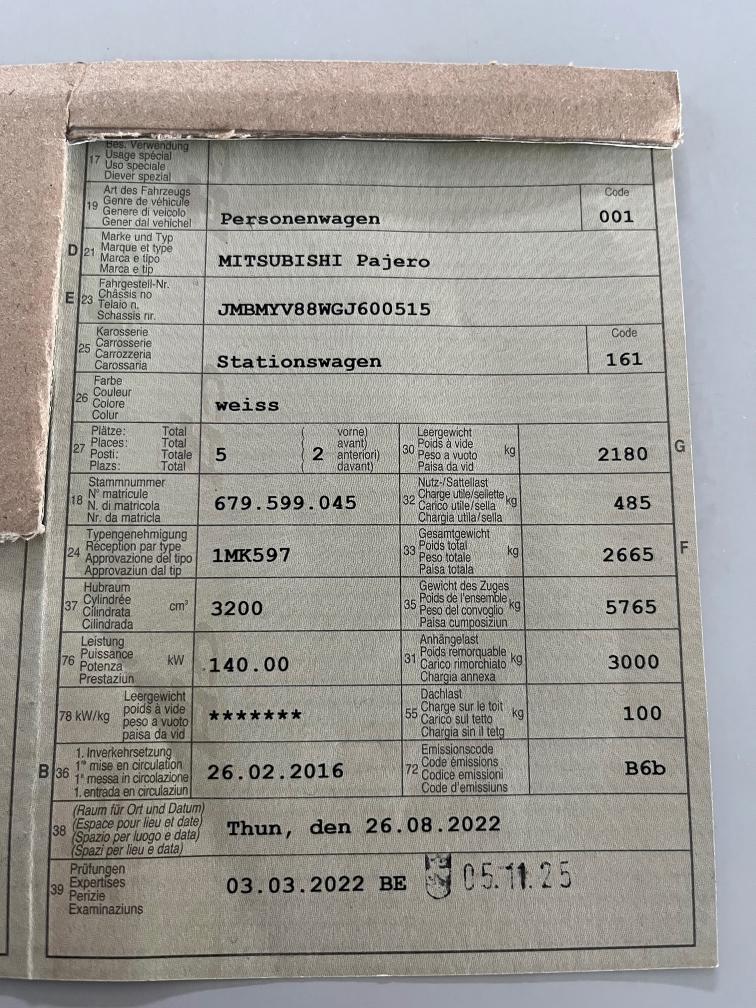 Bes. Verwendung
17 Usage spécial
Uso speciale
Diever spezial
Art des Fahrzeugs
19 Genre de véhicule
Genere di veicolo
Gener dal vehichel
Personenwagen
Code
001
D 21 Marke und Typ
Marque et type
Marca e tipo
Marca e tip
MITSUBISHI Pajero
E 23 Fahrgestell-Nr.
Châssis no
Telaio n.
Schassis nr.
JMBMYV88WGJ600515
25 Karosserie
Carrosserie
Carrozzeria
Carossaria
Stationswagen
Code
161
26 Farbe
Couleur
Colore
Colur
weiss
27 Plätze: Total
Places: Total
Posti: Totale
Plazs: Total
5
2 vorne)
avant)
anteriori)
davant)
30 Leergewicht
Poids à vide
Peso a vuoto
Paisa da vid
kg
2180
G
18 Stammnummer
N° matricule
N. di matricola
Nr. da matricla
679.599.045
32 Nutz-/Sattellast
Charge utile/sellette
Carico utile/sella
Chargia utila/sella
kg
485
24 Typengenehmigung
Réception par type
Approvazione del tipo
Approvaziun dal tip
1MK597
33 Gesamtgewicht
Poids total
Peso totale
Paisa totala
kg
2665
F
37 Hubraum
Cylindrée
Cilindrata
Cilindrada
cm³
3200
35 Gewicht des Zuges
Poids de l'ensemble
Peso del convoglio
Paisa cumposiziun
kg
5765
76 Leistung
Puissance
Potenza
Prestaziun
kW
140.00
31 Anhängelast
Poids remorquable
Carico rimorchiato
Chargia annexa
kg
3000
78 kW/kg Leergewicht
poids à vide
peso a vuoto
paisa da vid
*******
55 Dachlast
Charge sur le toit
Carico sul tetto
Chargia sin il tetg
kg
100
B 36 1. Inverkehrsetzung
1re mise en circulation
1a messa in circolazione
1. entrada en circulaziun
26.02.2016
72 Emissionscode
Code émissions
Codice emissioni
Code d'emissiuns
B6b
38 (Raum für Ort und Datum)
(Espace pour lieu et date)
(Spazio per luogo e data)
(Spazi per lieu e data)
Thun, den 26.08.2022
39 Prüfungen
Expertises
Perizie
Examinaziuns
03.03.2022 BE
05.11.25